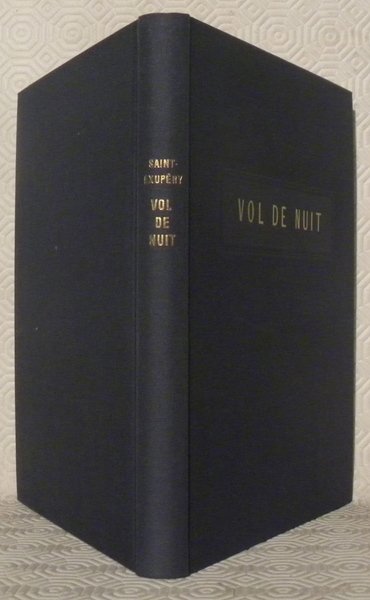 SAINT-
EXUPÉRY
VOL
DE
NUIT
VOL DE NUIT